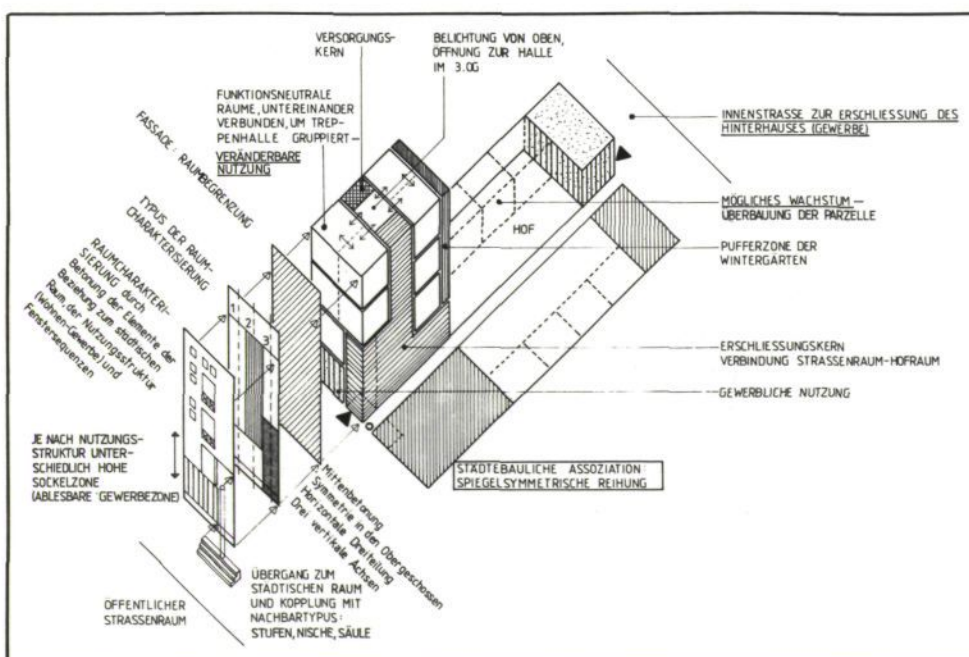 VERSORGUNGS-
KERN
BELICHTUNG VON OBEN,
ÖFFNUNG ZUR HALLE
IM 3.OG
FUNKTIONSNEUTRALE
RÄUME, UNTEREINANDER
VERBUNDEN, UM TREP-
PENHALLE GRUPPIERT-
VERÄNDERBARE
NUTZUNG
INNENSTRASSE ZUR ERSCHLIESSUNG DES
HINTERHAUSES (GEWERBE)
MÖGLICHES WACHSTUM —
ÜBERBAUUNG DER PARZELLE
HOF
PUFFERZONE DER
WINTERGÄRTEN
ERSCHLIESSUNGSKERN
VERBINDUNG STRASSENRAUM-HOFRAUM
GEWERBLICHE NUTZUNG
STÄDTEBAULICHE ASSOZIATION:
SPIEGELSYMMETRISCHE REIHUNG
FASSADE: RAUMBEGRENZUNG
TYPUS DER RAUM-
CHARAKTERISIERUNG
RAUMCHARAKTERI-
SIERUNG durch
Betonung der Elemente der
Beziehung zum städtischen
Raum, der Nutzungsstruktur
(Wohnen-Gewerbe) und
Fenstersequenzen
1 2 3
JE NACH NUTZUNGS-
STRUKTUR UNTER-
SCHIEDLICH HOHE
SOCKELZONE
(ABLESBARE GEWERBEZONE)
Mittenbetonung
Symmetrie in den Obergeschossen
Horizontale Dreiteilung
Drei vertikale Achsen
ÜBERGANG ZUM
STÄDTISCHEN RAUM
UND KOPPLUNG MIT
NACHBARTYPUS:
STUFEN, NISCHE, SÄULE
ÖFFENTLICHER
STRASSENRAUM